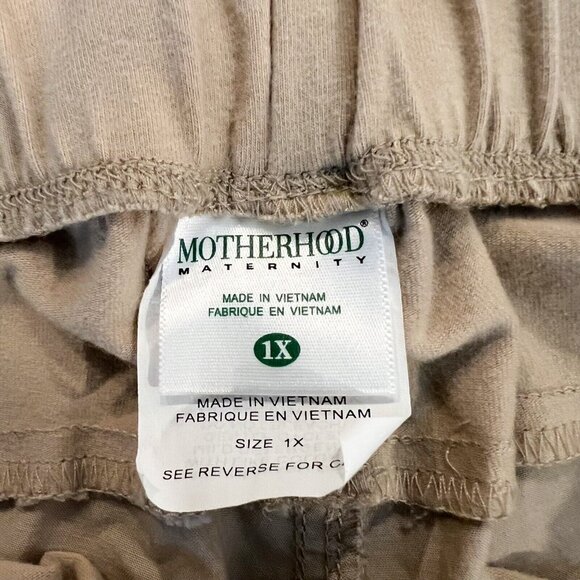 MOTHERHOOD®
MATERNITY
MADE IN VIETNAM
FABRIQUE EN VIETNAM
1X
MADE IN VIETNAM
FABRIQUE EN VIETNAM
SIZE 1X
SEE REVERSE FOR